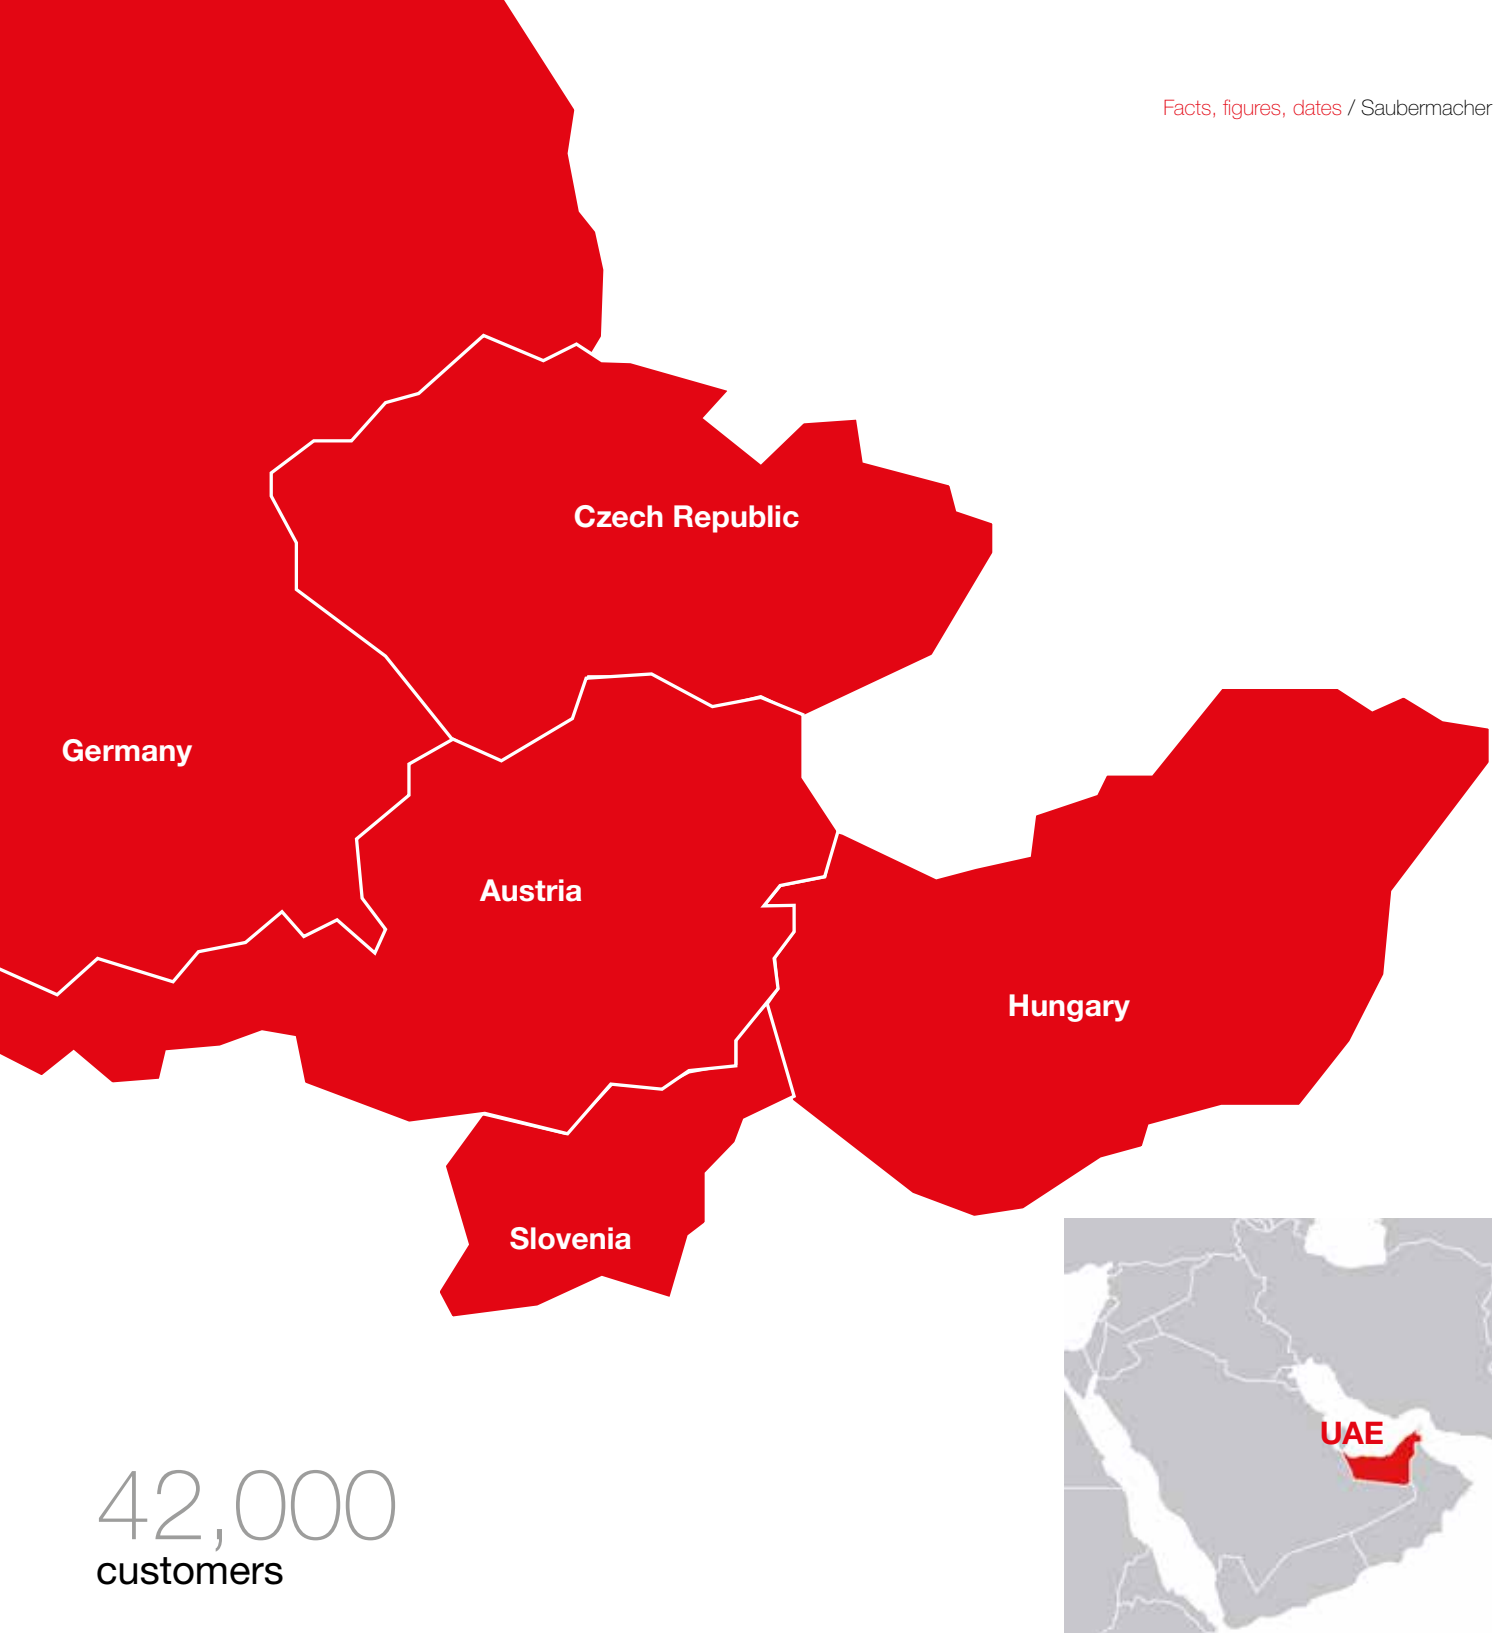 Facts, figures, dates / Saubermacher
Czech Republic
Germany
Austria
Hungary
Slovenia
UAE
42,000
customers